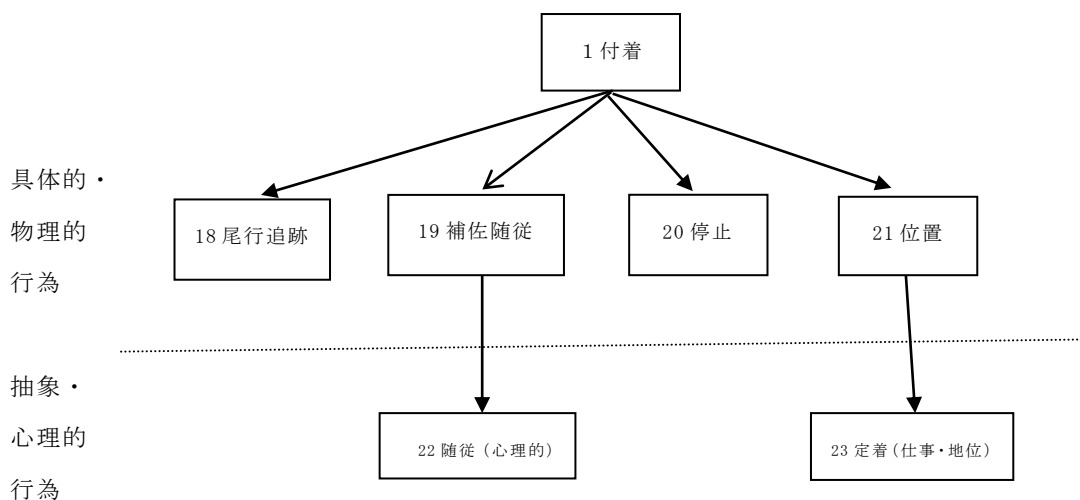 1 付着
具体的・
物理的
行為
18 尾行追跡
19 補佐随従
20 停止
21 位置
抽象・
心理的
行為
22 随従（心理的）
23 定着（仕事・地位）